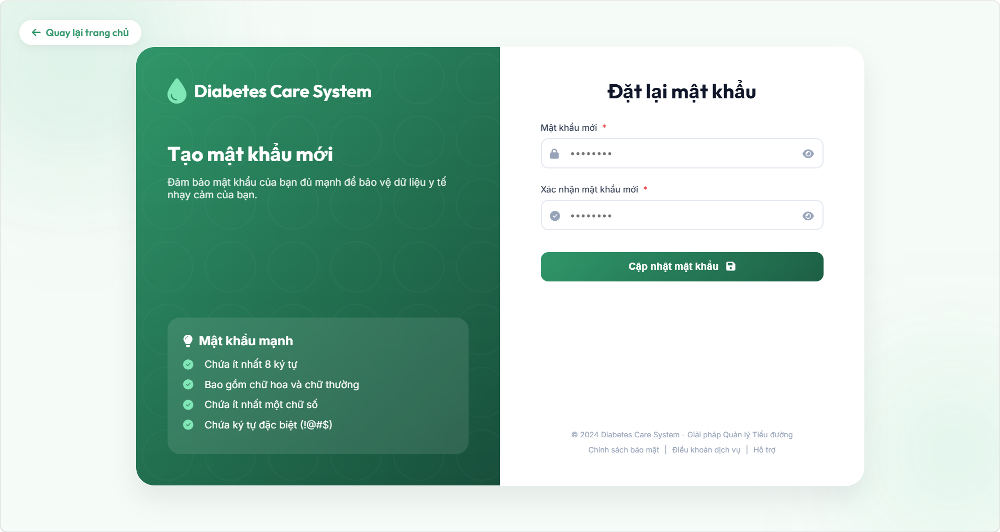 Quay lại trang chủ
Diabetes Care System
Tạo mật khẩu mới
Đảm bảo mật khẩu của bạn đủ mạnh để bảo vệ dữ liệu y tế
nhạy cảm của bạn.
Mật khẩu mạnh
Chứa ít nhất 8 ký tự
Bao gồm chữ hoa và chữ thường
Chứa ít nhất một chữ số
Chứa ký tự đặc biệt (!@#$)
Đặt lại mật khẩu
Mật khẩu mới *
••••••••
Xác nhận mật khẩu mới *
••••••••
Cập nhật mật khẩu
© 2024 Diabetes Care System - Giải pháp Quản lý Tiểu đường
Chính sách bảo mật | Điều khoản dịch vụ | Hỗ trợ